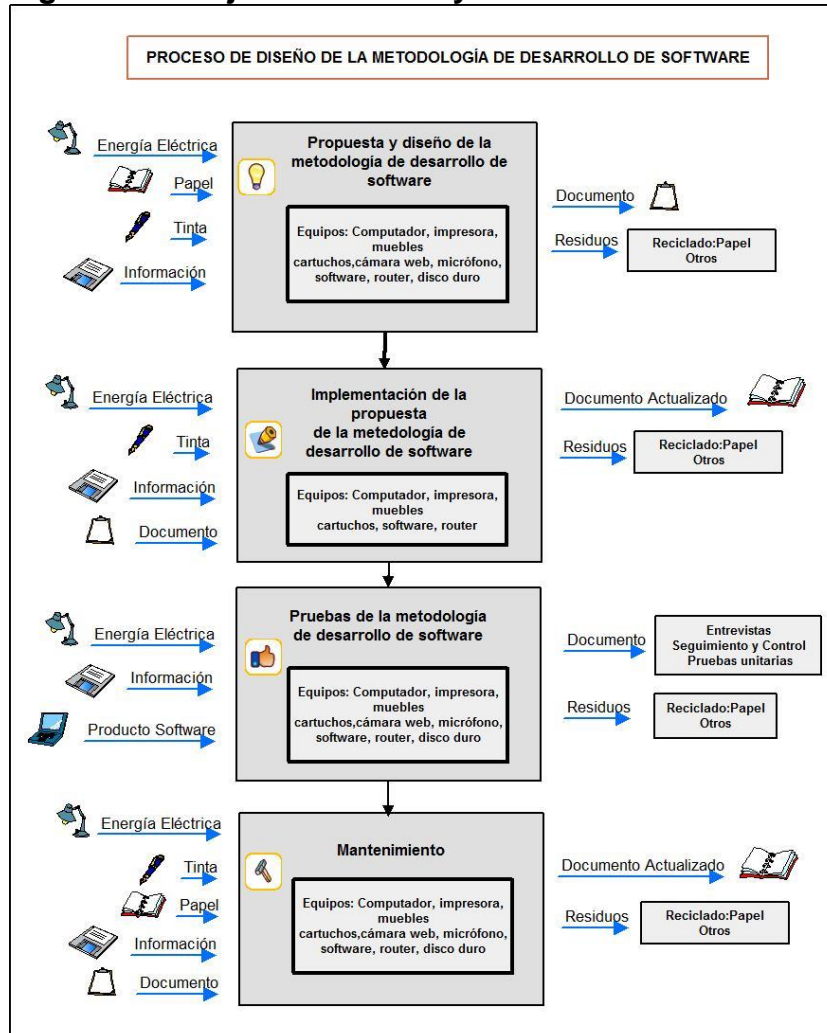 PROCESO DE DISEÑO DE LA METODOLOGÍA DE DESARROLLO DE SOFTWARE
Energía Eléctrica
Papel
Tinta
Información
Propuesta y diseño de la
metodología de desarrollo de
software
Equipos: Computador, impresora,
muebles
cartuchos,cámara web, micrófono,
software, router, disco duro
Documento
Residuos
Reciclado:Papel
Otros
Energía Eléctrica
Tinta
Información
Documento
Implementación de la
propuesta
de la metedología de
desarrollo de software
Equipos: Computador, impresora,
muebles
cartuchos, software, router
Documento Actualizado
Residuos
Reciclado:Papel
Otros
Energía Eléctrica
Información
Producto Software
Pruebas de la metodología
de desarrollo de software
Equipos: Computador, impresora,
muebles
cartuchos,cámara web, micrófono,
software, router, disco duro
Documento
Entrevistas
Seguimiento y Control
Pruebas unitarias
Residuos
Reciclado:Papel
Otros
Energía Eléctrica
Tinta
Papel
Información
Documento
Mantenimiento
Equipos: Computador, impresora,
muebles
cartuchos,cámara web, micrófono,
software, router, disco duro
Documento Actualizado
Residuos
Reciclado:Papel
Otros